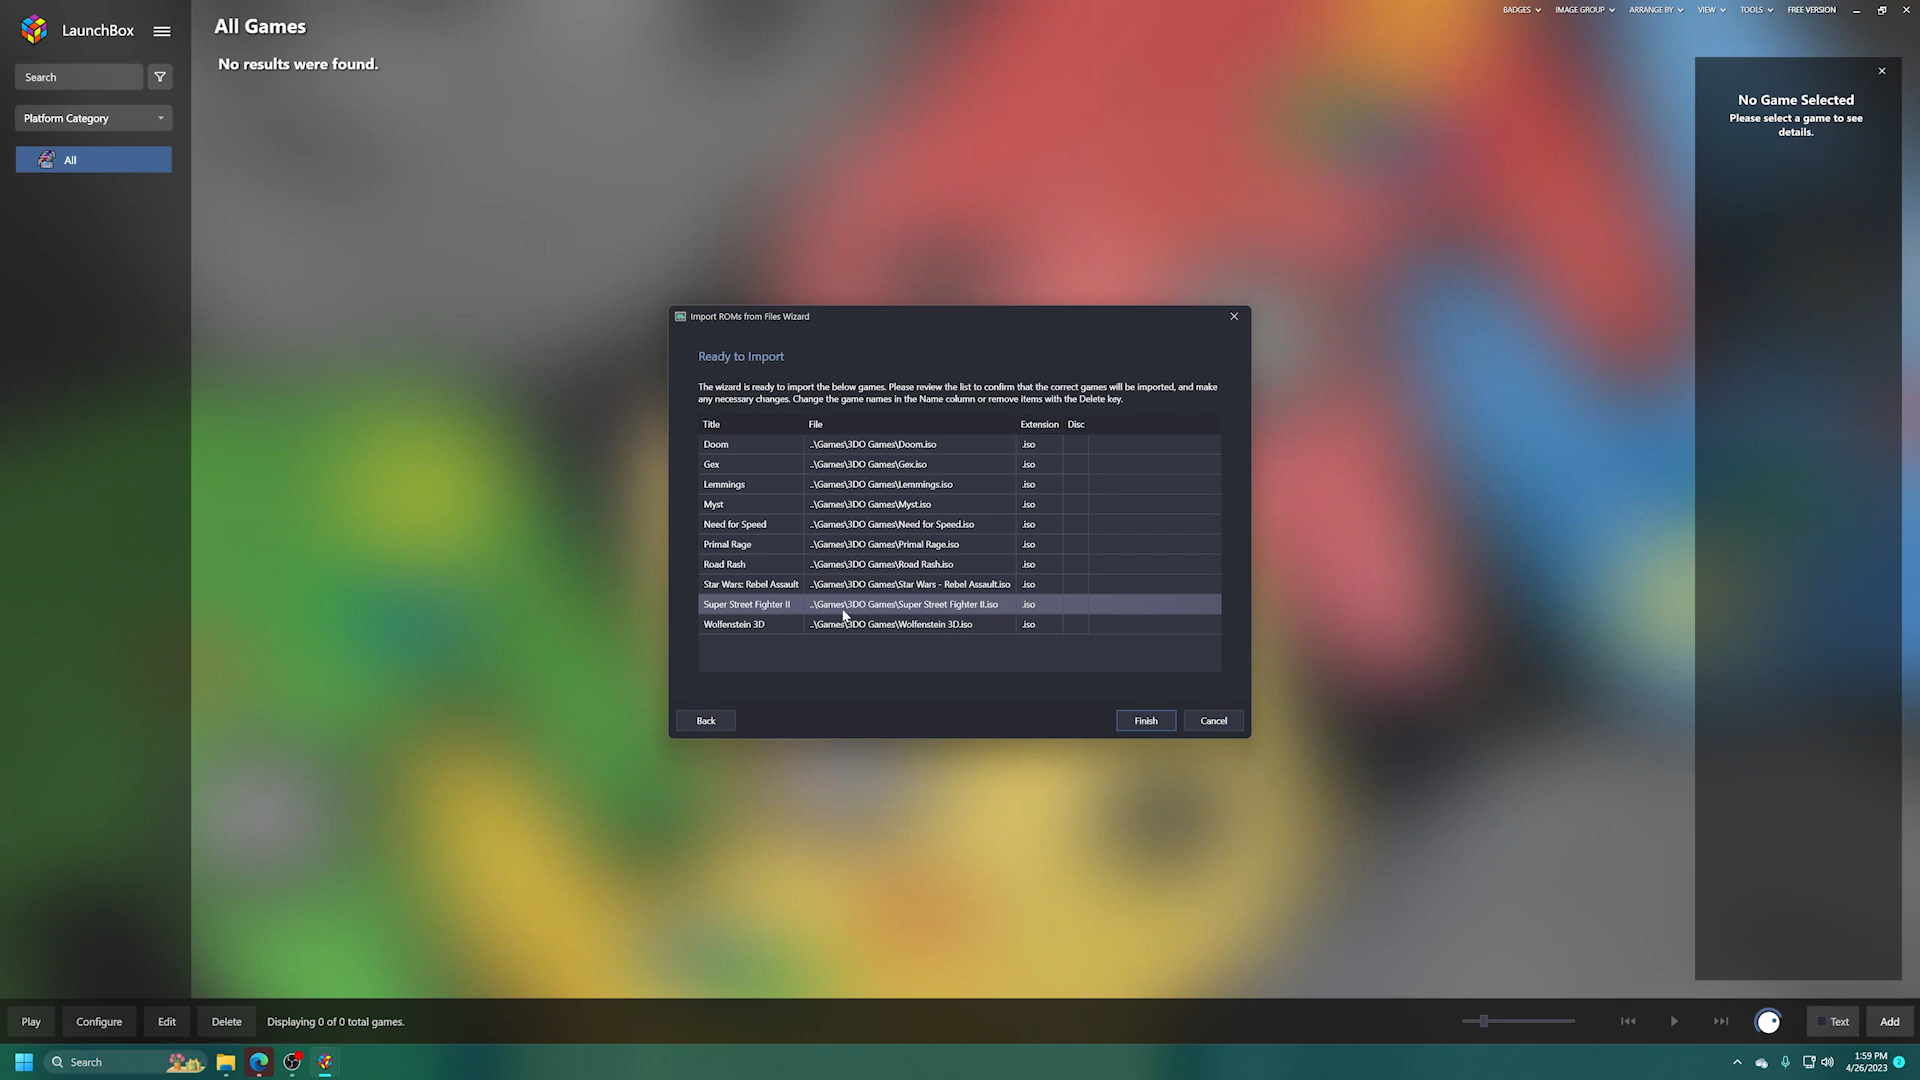 LaunchBox
All Games
BADGES
IMAGE GROUP
ARRANGE BY
VIEW
TOOLS
FREE VERSION
No results were found.
Search
Platform Category
All
No Game Selected
Please select a game to see
details.
Import ROMs from Files Wizard
Ready to Import
The wizard is ready to import the below games. Please review the list to confirm that the correct games will be imported, and make
any necessary changes. Change the game names in the Name column or remove items with the Delete key.
Title File Extension Disc
Doom ..\Games\3DO Games\Doom.iso .iso
Gex ..\Games\3DO Games\Gex.iso .iso
Lemmings ..\Games\3DO Games\Lemmings.iso .iso
Myst ..\Games\3DO Games\Myst.iso .iso
Need for Speed ..\Games\3DO Games\Need for Speed.iso .iso
Primal Rage ..\Games\3DO Games\Primal Rage.iso .iso
Road Rash ..\Games\3DO Games\Road Rash.iso .iso
Star Wars: Rebel Assault ..\Games\3DO Games\Star Wars - Rebel Assault.iso .iso
Super Street Fighter II ..\Games\3DO Games\Super Street Fighter II.iso .iso
Wolfenstein 3D ..\Games\3DO Games\Wolfenstein 3D.iso .iso
Back
Finish
Cancel
Play
Configure
Edit
Delete
Displaying 0 of 0 total games.
Text
Add
Search
1:59 PM
4/26/2023
2